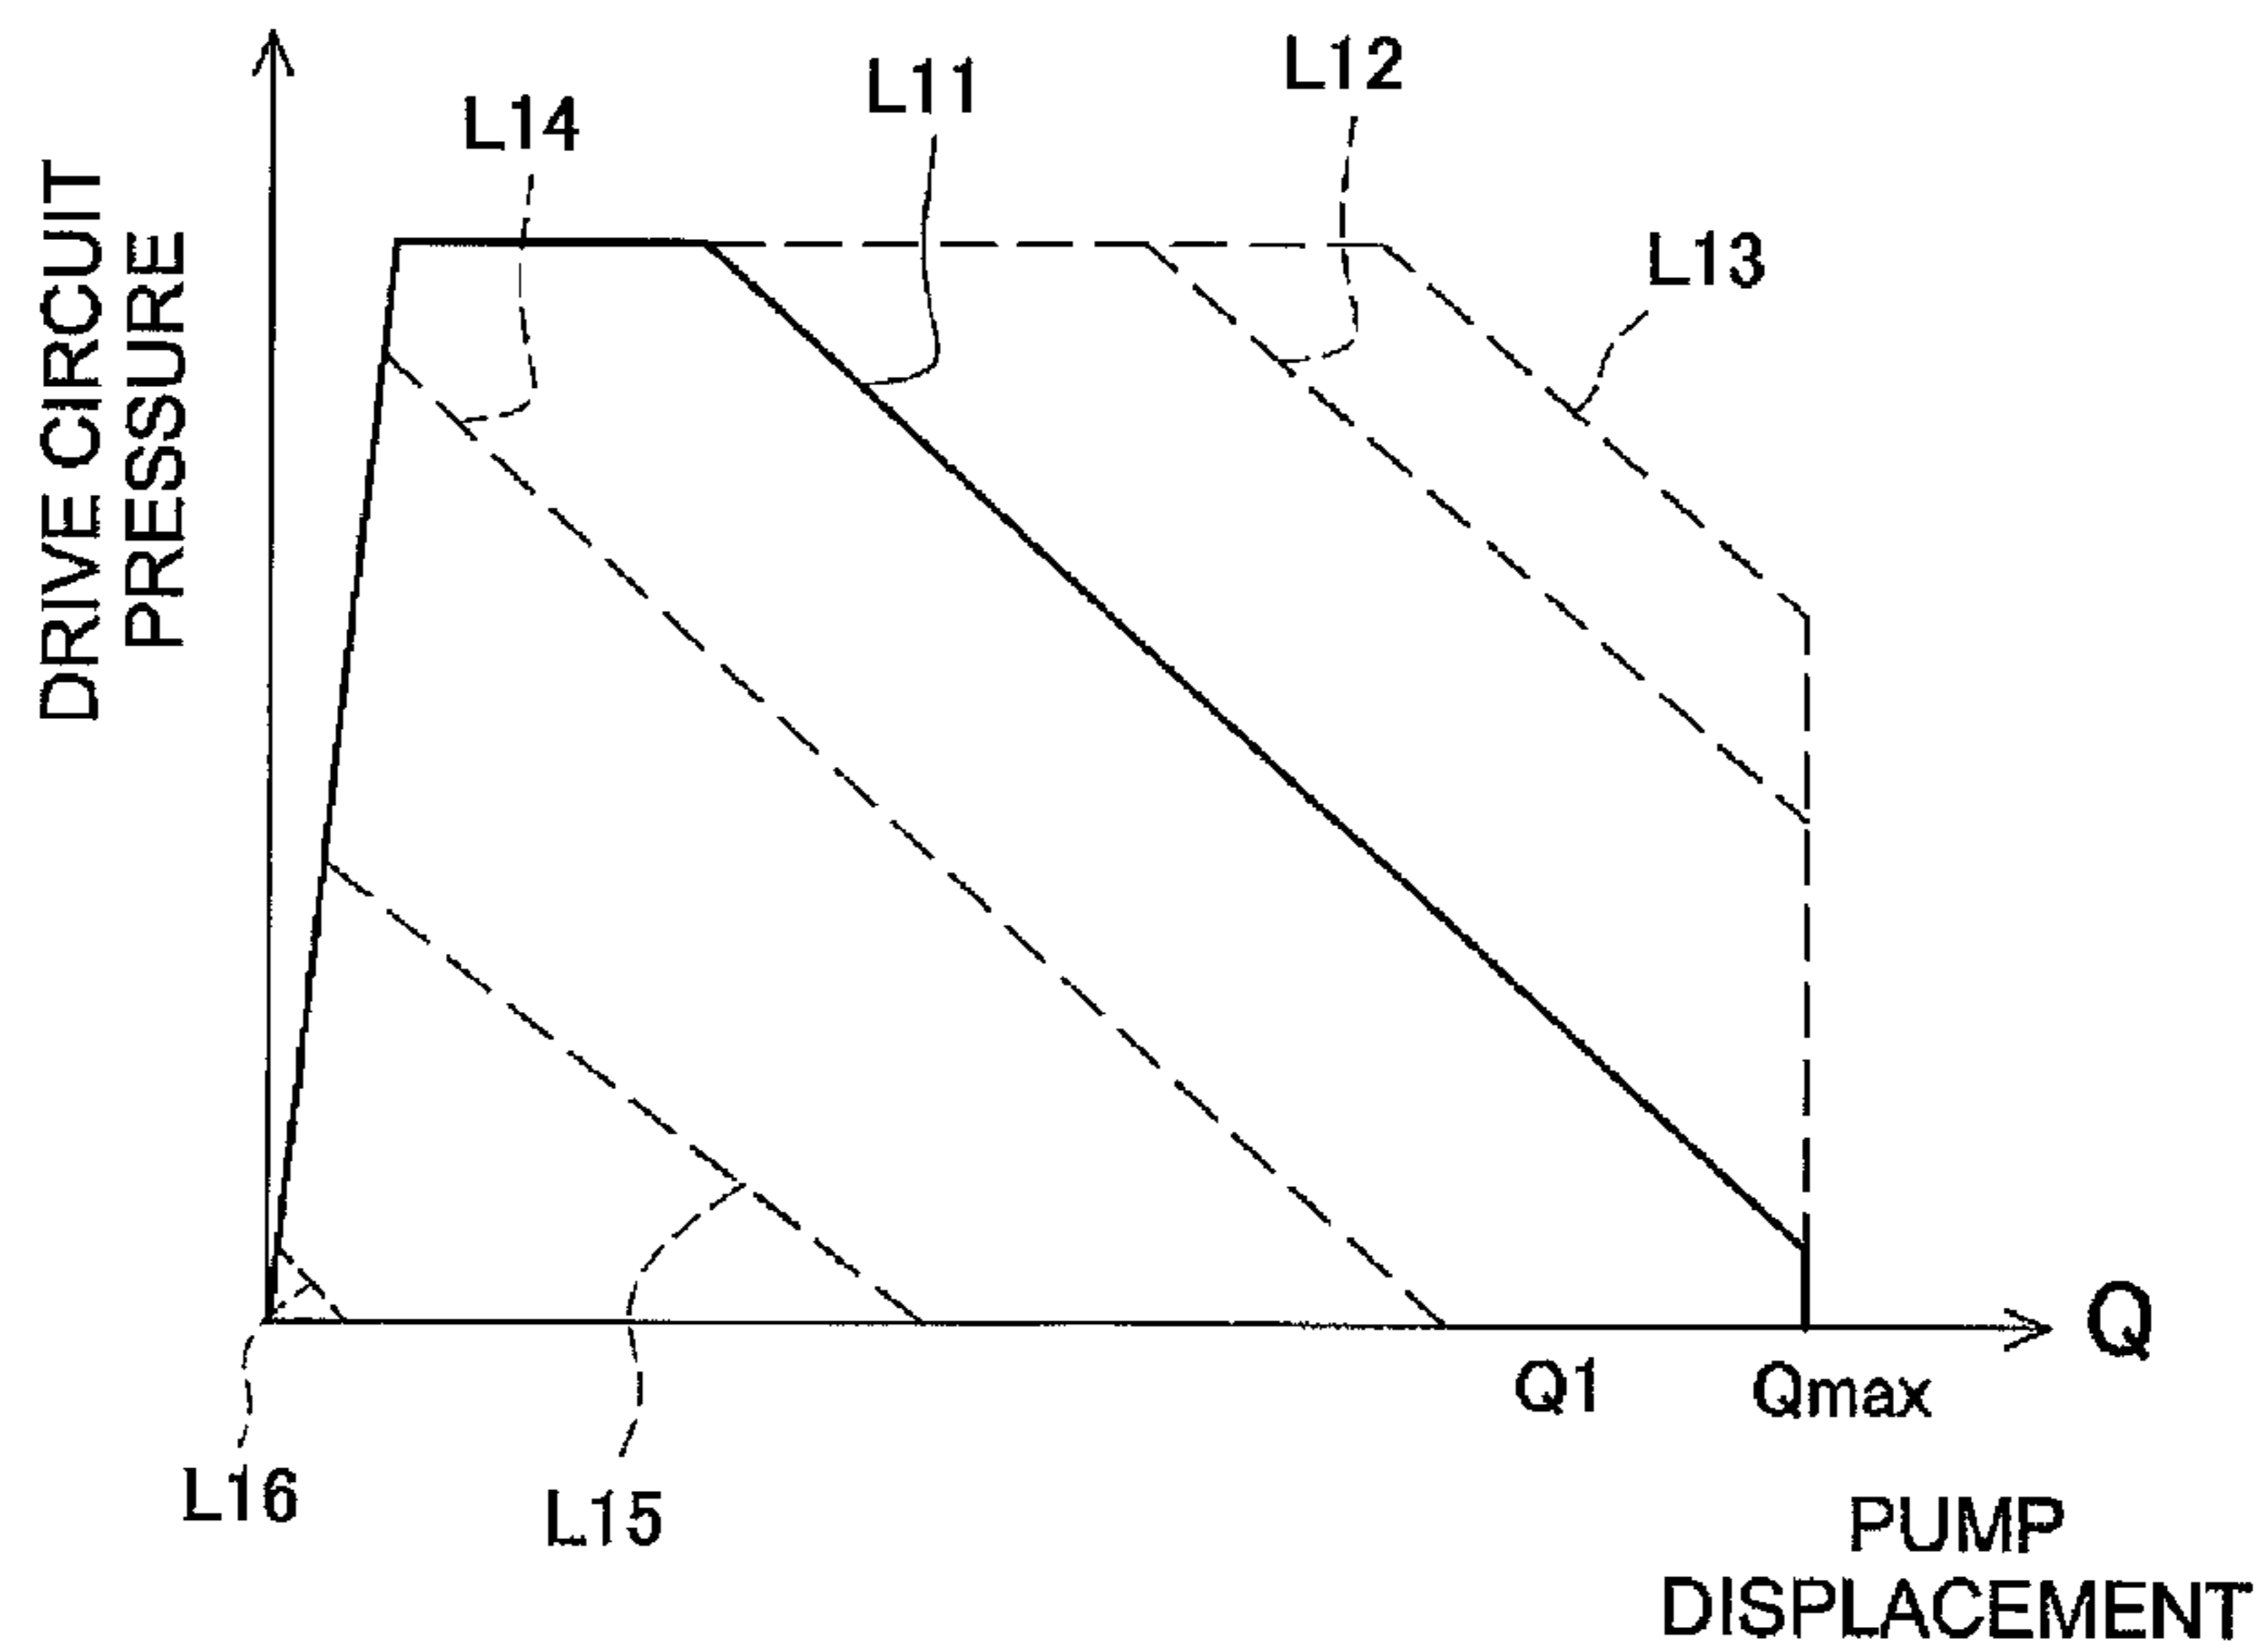 L12
L11
L14
L13
DRIVE CIRCUIT
PRESSURE
Q
Q1
Qmax
L16
L15
PUMP
DISPLACEMENT